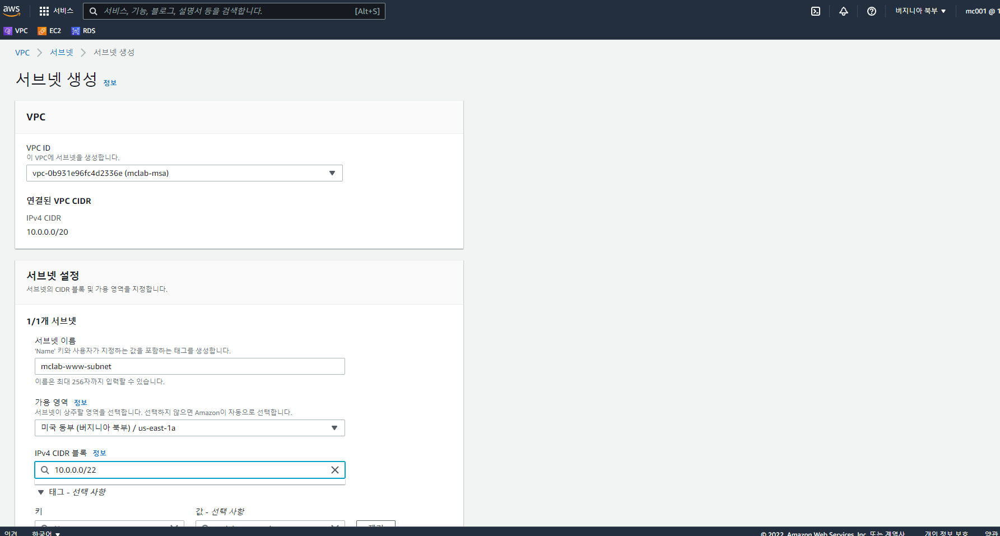 aws 서비스 서비스, 기능, 블로그, 설명서 등을 검색합니다. [Alt+S] 버지니아 북부 ▼ mc001 @ 1
VPC EC2 RDS
VPC > 서브넷 > 서브넷 생성
서브넷 생성 정보
VPC
VPC ID
이 VPC에 서브넷을 생성합니다.
vpc-0b931e96fc4d2336e (mclab-msa)
연결된 VPC CIDR
IPv4 CIDR
10.0.0.0/20
서브넷 설정
서브넷의 CIDR 블록 및 가용 영역을 지정합니다.
1/1개 서브넷
서브넷 이름
'Name' 키와 사용자가 지정하는 값을 포함하는 태그를 생성합니다.
mclab-www-subnet
이름은 최대 256자까지 입력할 수 있습니다.
가용 영역 정보
서브넷이 상주할 영역을 선택합니다. 선택하지 않으면 Amazon이 자동으로 선택합니다.
미국 동부 (버지니아 북부) / us-east-1a
IPv4 CIDR 블록 정보
10.0.0.0/22
▼ 태그 - 선택 사항
키 값 - 선택 사항
의견 한국어 ▼ © 2022, Amazon Web Services, Inc. 또는 계열사. 개인 정보 보호 약관